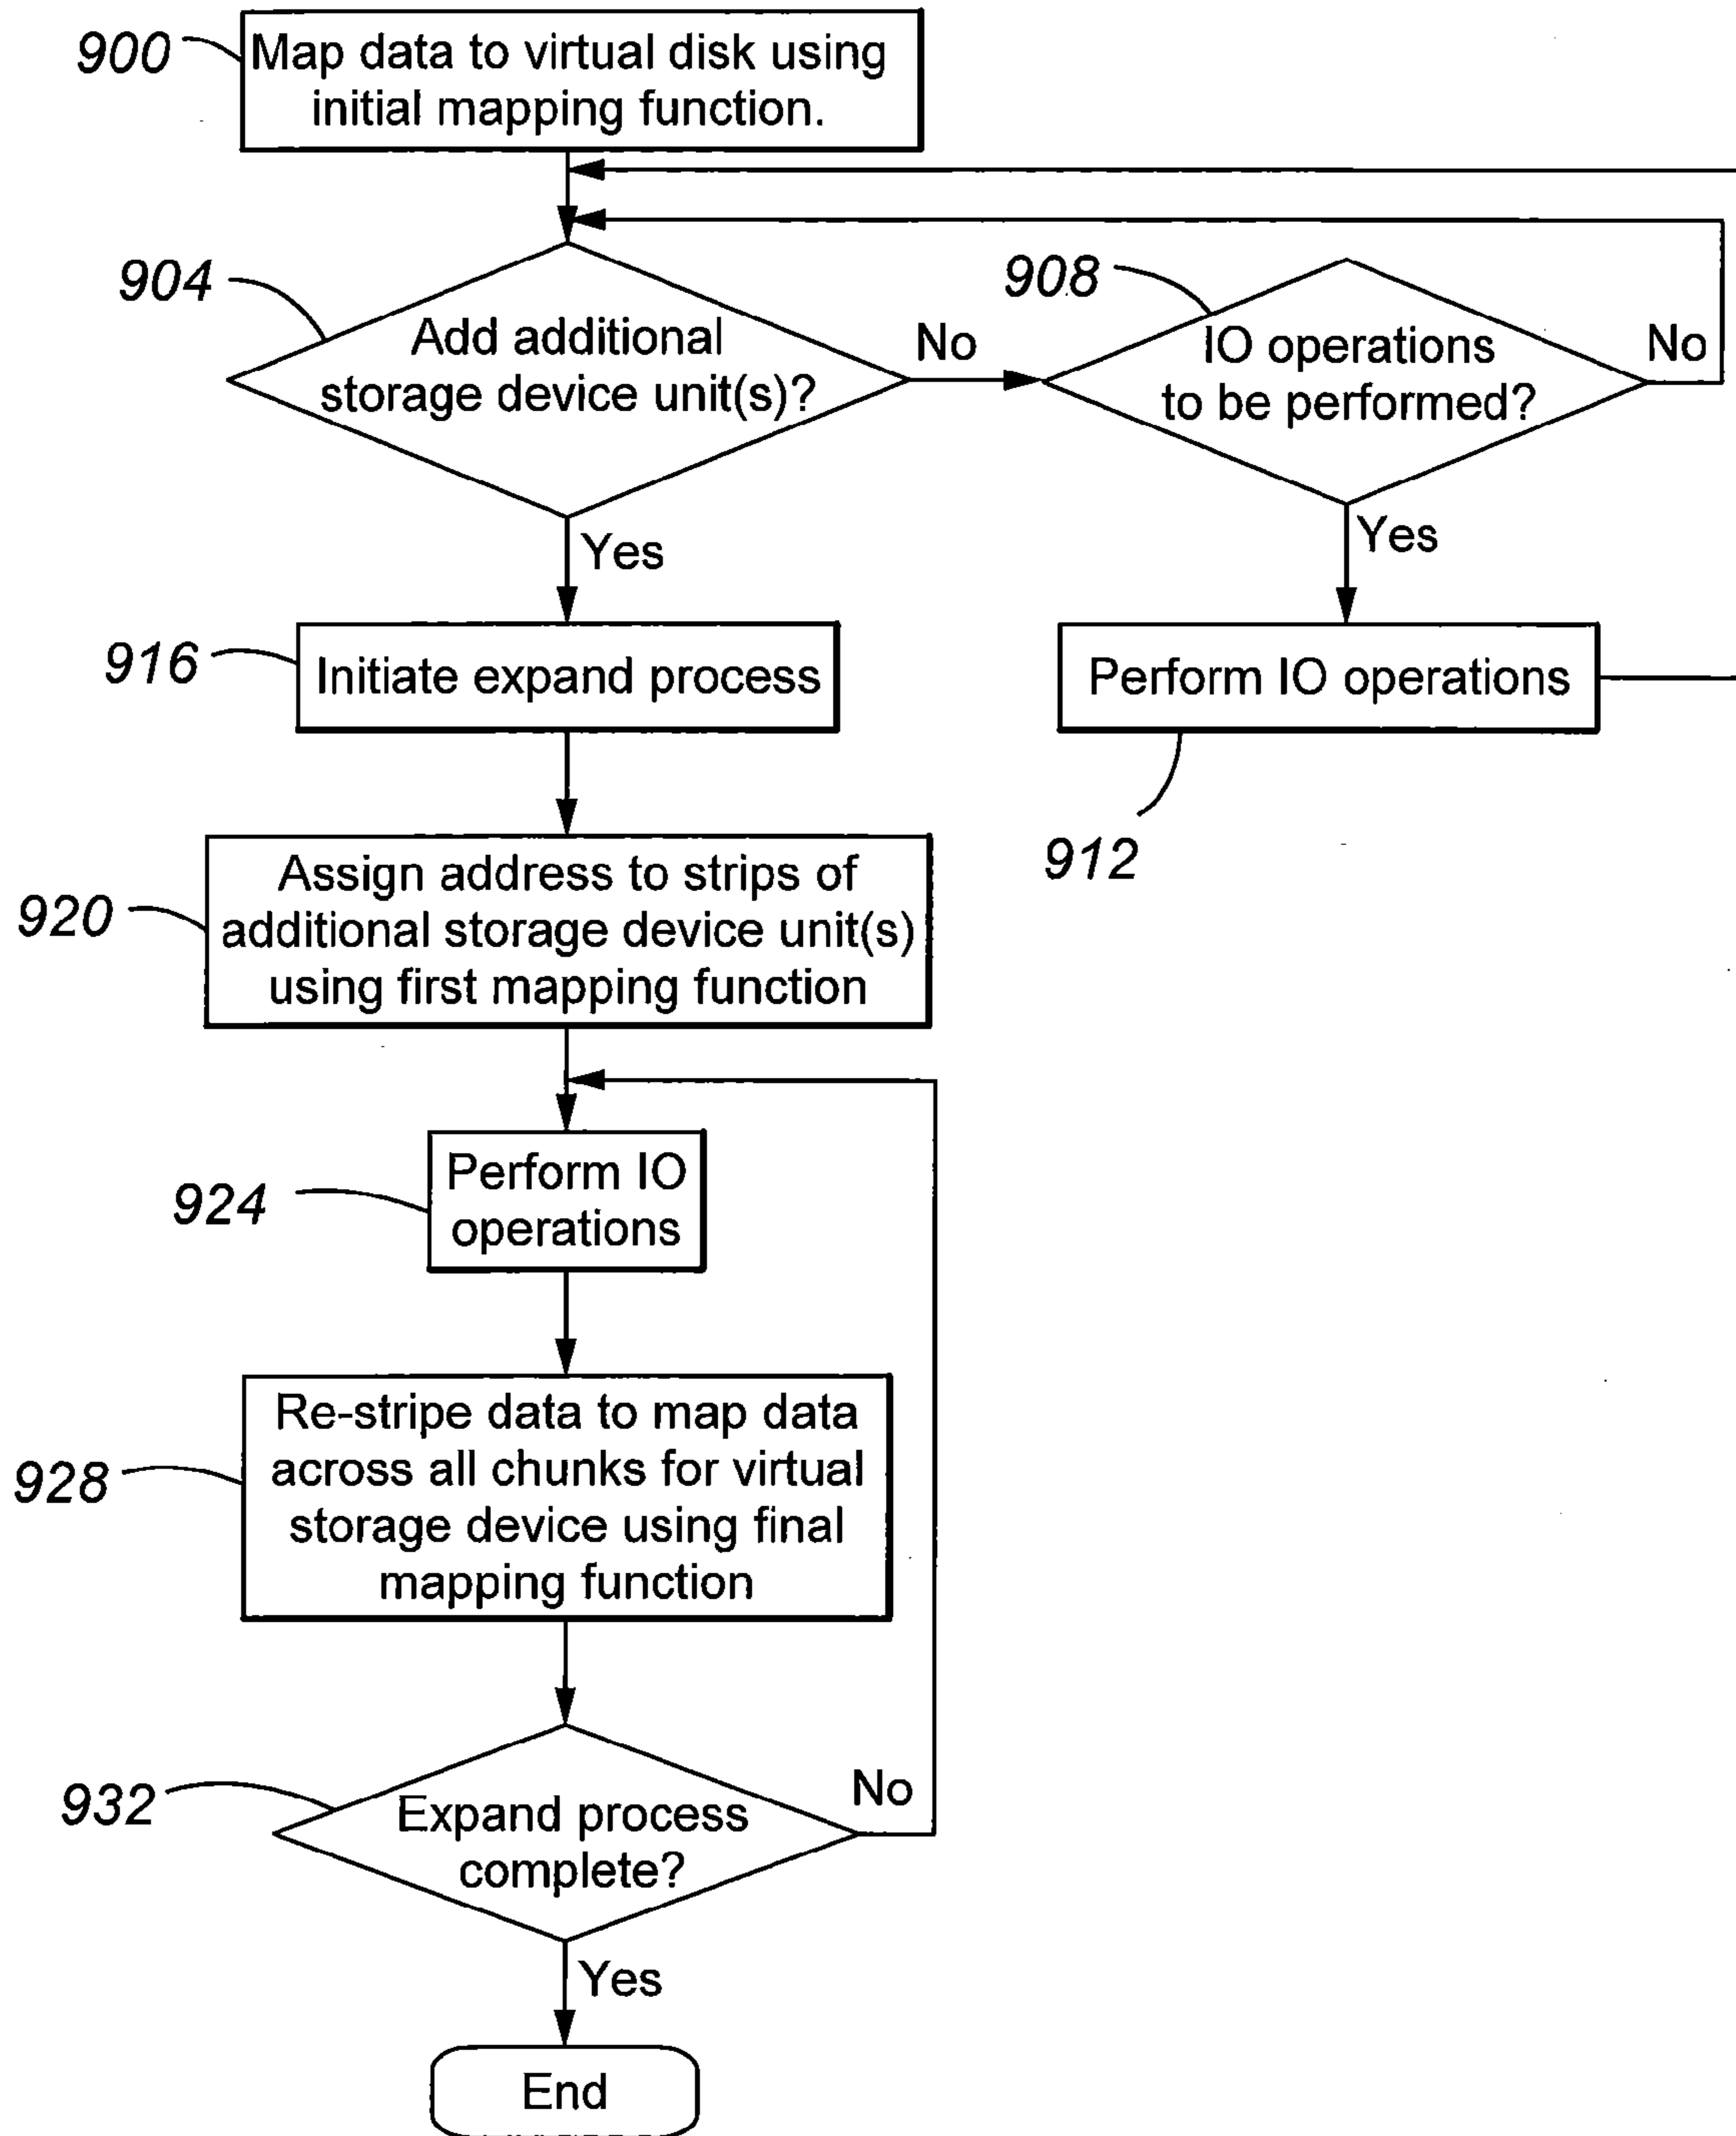 900
Map data to virtual disk using
initial mapping function.
904
Add additional
storage device unit(s)?
No
908
IO operations
to be performed?
No
Yes
Yes
916
Initiate expand process
Perform IO operations
912
920
Assign address to strips of
additional storage device unit(s)
using first mapping function
924
Perform IO
operations
928
Re-stripe data to map data
across all chunks for virtual
storage device using final
mapping function
932
Expand process
complete?
No
Yes
End